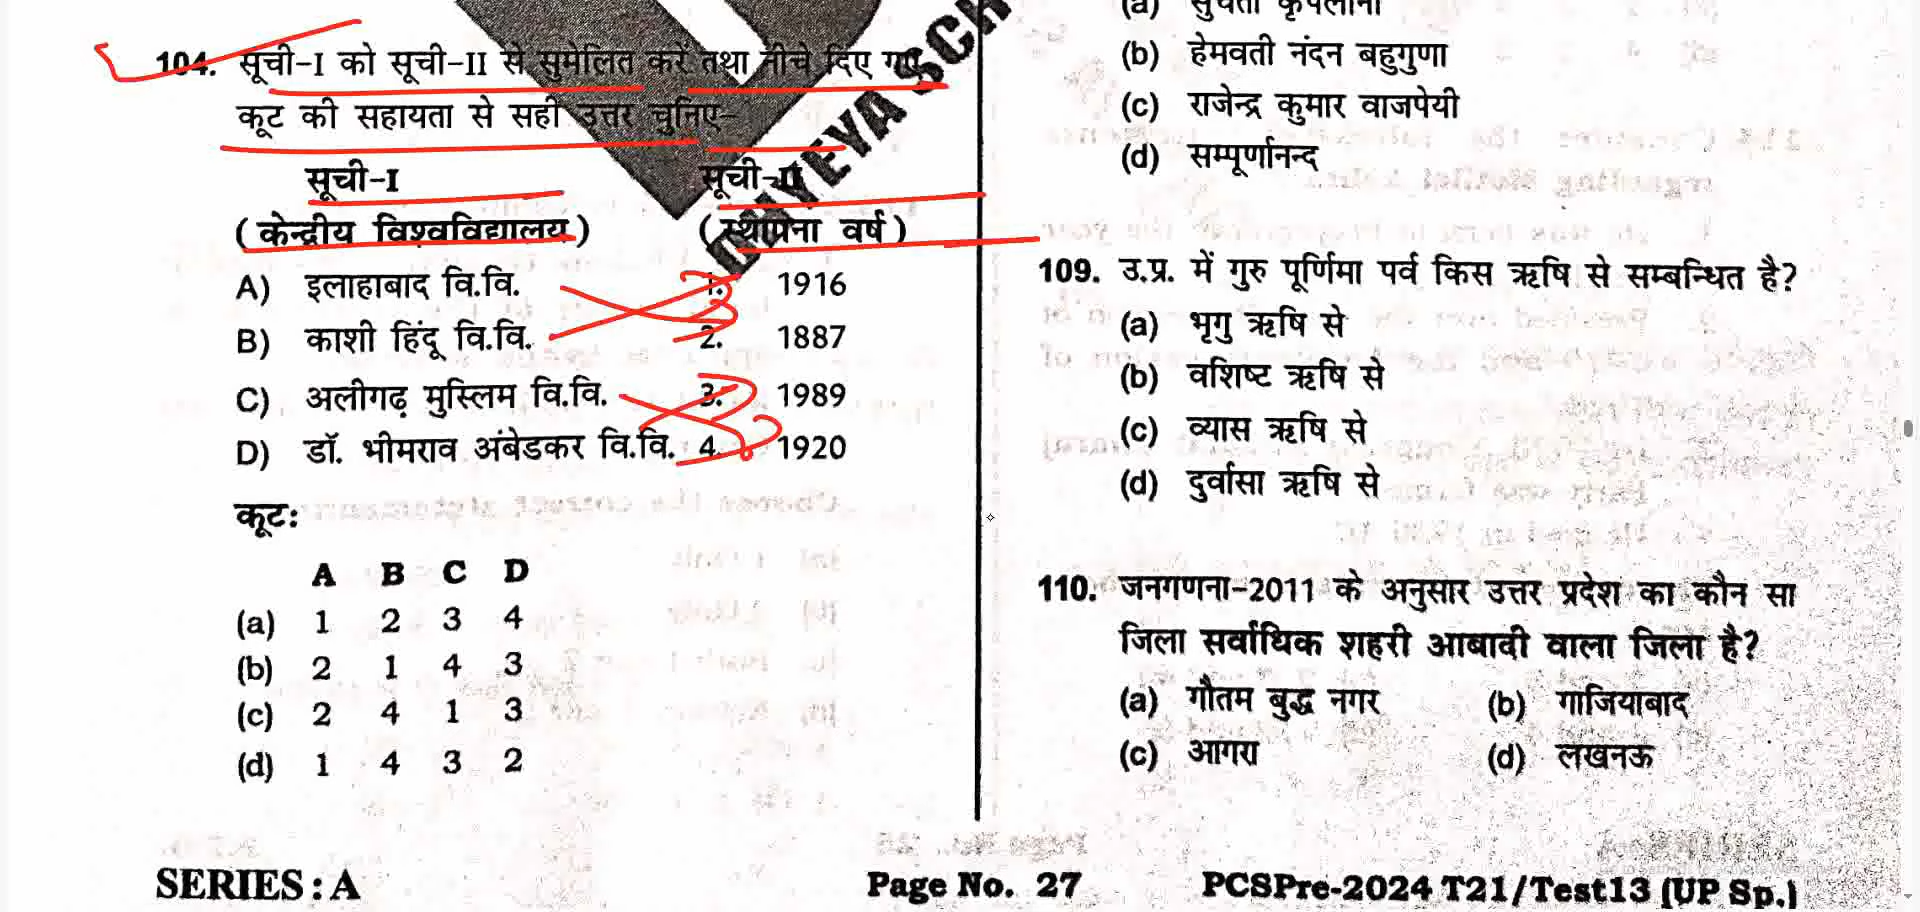 104. सूची-I को सूची-II से सुमेलित करें तथा नीचे दिए गए
कूट की सहायता से सही उत्तर चुनिए-
सूची-I सूची-II
(केन्द्रीय विश्वविद्यालय) (स्थापना वर्ष)
A) इलाहाबाद वि.वि. 1. 1916
B) काशी हिंदू वि.वि. 2. 1887
C) अलीगढ़ मुस्लिम वि.वि. 3. 1989
D) डॉ. भीमराव अंबेडकर वि.वि. 4. 1920
कूट:
A B C D
(a) 1 2 3 4
(b) 2 1 4 3
(c) 2 4 1 3
(d) 1 4 3 2
DHYEYA SCH
(a) सुचेता कृपलानी
(b) हेमवती नंदन बहुगुणा
(c) राजेन्द्र कुमार वाजपेयी
(d) सम्पूर्णानन्द
109. उ.प्र. में गुरु पूर्णिमा पर्व किस ऋषि से सम्बन्धित है?
(a) भृगु ऋषि से
(b) वशिष्ट ऋषि से
(c) व्यास ऋषि से
(d) दुर्वासा ऋषि से
110. जनगणना-2011 के अनुसार उत्तर प्रदेश का कौन सा
जिला सर्वाधिक शहरी आबादी वाला जिला है?
(a) गौतम बुद्ध नगर (b) गाजियाबाद
(c) आगरा (d) लखनऊ
SERIES : A Page No. 27 PCSPre-2024 T21/Test13 [UP Sp.]